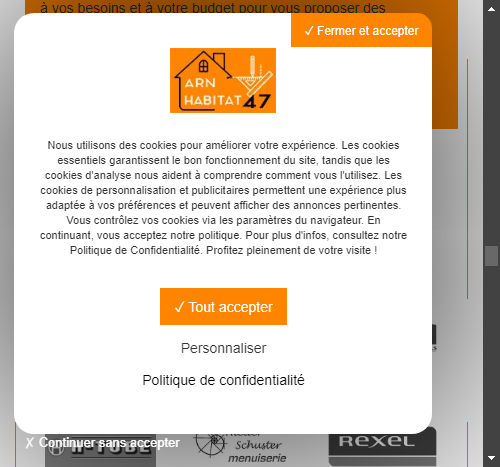 à vos besoins et à votre budget pour vous proposer des
✓ Fermer et accepter
ARN
HABITAT 47
Nous utilisons des cookies pour améliorer votre expérience. Les cookies
essentiels garantissent le bon fonctionnement du site, tandis que les
cookies d'analyse nous aident à comprendre comment vous l'utilisez. Les
cookies de personnalisation et publicitaires permettent une expérience plus
adaptée à vos préférences et peuvent afficher des annonces pertinentes.
Vous contrôlez vos cookies via les paramètres du navigateur. En
continuant, vous acceptez notre politique. Pour plus d'infos, consultez notre
Politique de Confidentialité. Profitez pleinement de votre visite !
✓ Tout accepter
Personnaliser
Politique de confidentialité
✗ Continuer sans accepter
Schuster
menuiserie
REXEL